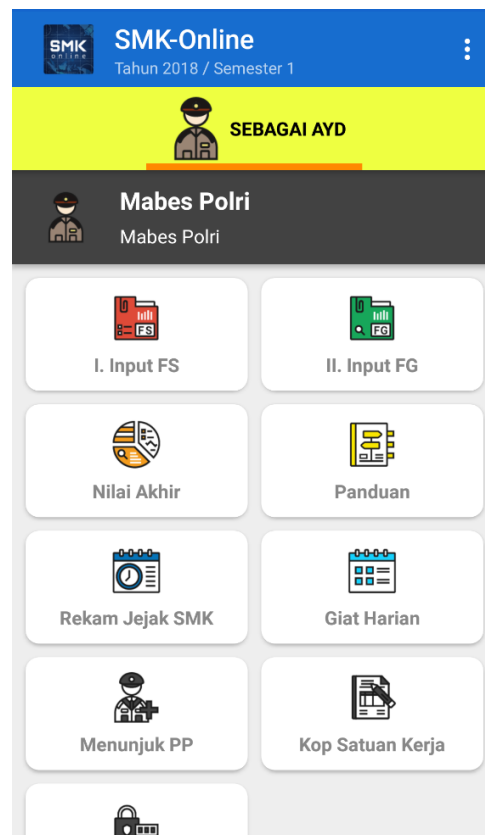 SMK
online
SMK-Online
Tahun 2018 / Semester 1
SEBAGAI AYD
Mabes Polri
Mabes Polri
FS
FG
I. Input FS
II. Input FG
Nilai Akhir
Panduan
Rekam Jejak SMK
Giat Harian
Menunjuk PP
Kop Satuan Kerja